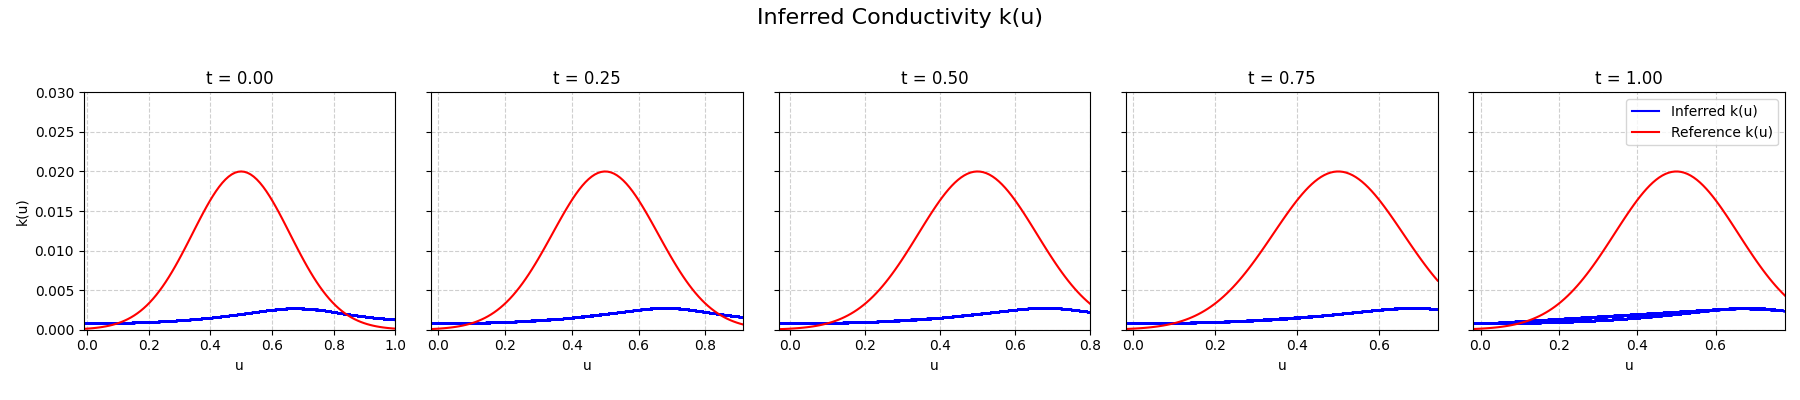 Inferred Conductivity k(u)
t = 0.00
t = 0.25
t = 0.50
t = 0.75
t = 1.00
0.030
0.025
0.020
0.015
0.010
0.005
0.000
k(u)
Inferred k(u)
Reference k(u)
0.0 0.2 0.4 0.6 0.8 1.0
0.0 0.2 0.4 0.6 0.8
0.0 0.2 0.4 0.6 0.8
0.0 0.2 0.4 0.6
0.0 0.2 0.4 0.6
u
u
u
u
u